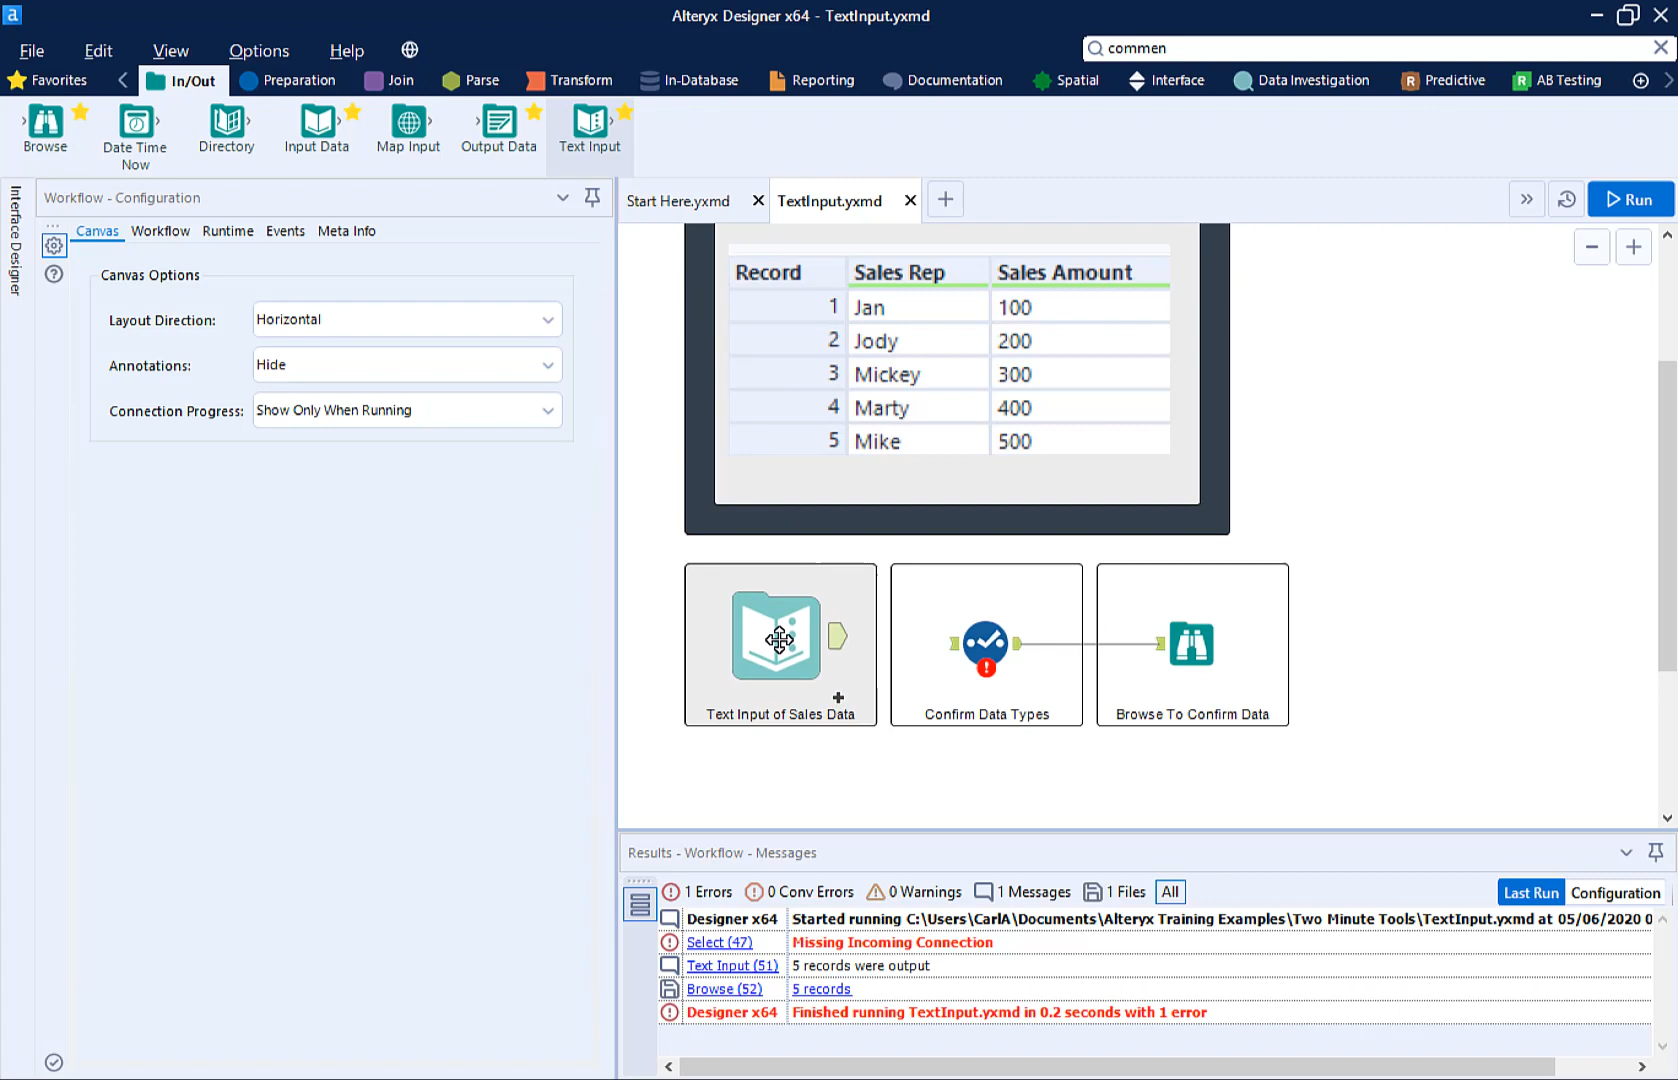 a
Alteryx Designer x64 - TextInput.yxmd
File Edit View Options Help
commen
Favorites In/Out Preparation Join Parse Transform In-Database Reporting Documentation Spatial Interface Data Investigation R Predictive R AB Testing
Browse Date Time Now Directory Input Data Map Input Output Data Text Input
Interface Designer
Workflow - Configuration
Canvas Workflow Runtime Events Meta Info
Canvas Options
Layout Direction: Horizontal
Annotations: Hide
Connection Progress: Show Only When Running
Start Here.yxmd TextInput.yxmd Run
Record Sales Rep Sales Amount
1 Jan 100
2 Jody 200
3 Mickey 300
4 Marty 400
5 Mike 500
Text Input of Sales Data Confirm Data Types Browse To Confirm Data
Results - Workflow - Messages
1 Errors 0 Conv Errors 0 Warnings 1 Messages 1 Files All Last Run Configuration
Designer x64 Started running C:\Users\CarlA\Documents\Alteryx Training Examples\Two Minute Tools\TextInput.yxmd at 05/06/2020 0
Select (47) Missing Incoming Connection
Text Input (51) 5 records were output
Browse (52) 5 records
Designer x64 Finished running TextInput.yxmd in 0.2 seconds with 1 error